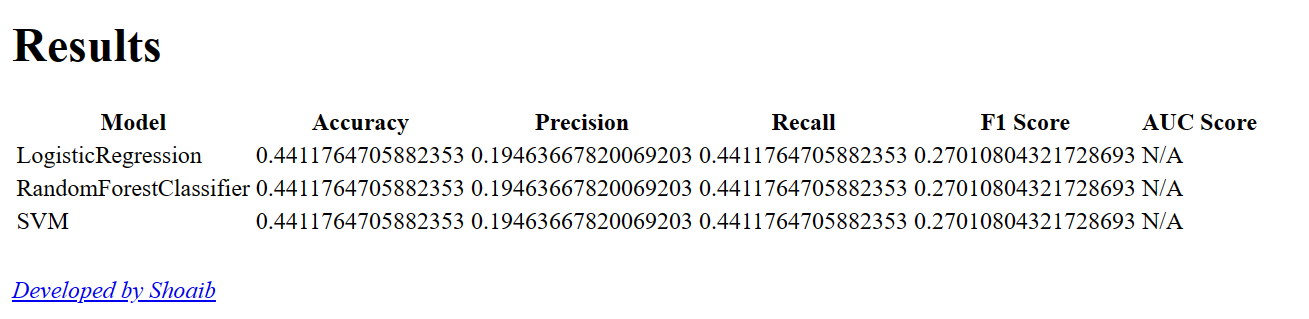 Results
Model Accuracy Precision Recall F1 Score AUC Score
LogisticRegression 0.4411764705882353 0.19463667820069203 0.4411764705882353 0.27010804321728693 N/A
RandomForestClassifier 0.4411764705882353 0.19463667820069203 0.4411764705882353 0.27010804321728693 N/A
SVM 0.4411764705882353 0.19463667820069203 0.4411764705882353 0.27010804321728693 N/A
Developed by Shoaib